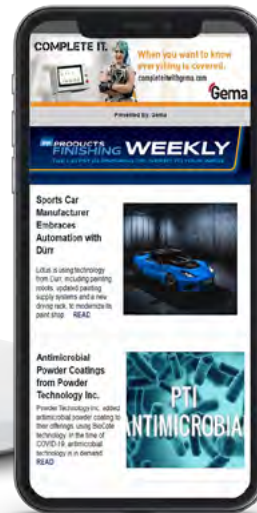 COMPLETE IT.
When you want to know
everything is covered.
completeitwithgema.com
Gema
Presented by Gema
PRODUCTS
FINISHING WEEKLY
Sports Car
Manufacturer
Embraces
Automation with
Dürr
Lotus is using technology
from Dürr, including painting
robots, updated painting
supply systems and a new
drying rack, to modernize its
paint shop. READ
Antimicrobial
Powder Coatings
from Powder
Technology Inc.
Powder Technology Inc. added
antimicrobial powder coating to
their offerings, using BioCote
technology. In the time of
COVID-19, antimicrobial
technology is in demand.
READ
PTI
ANTIMICROBIA